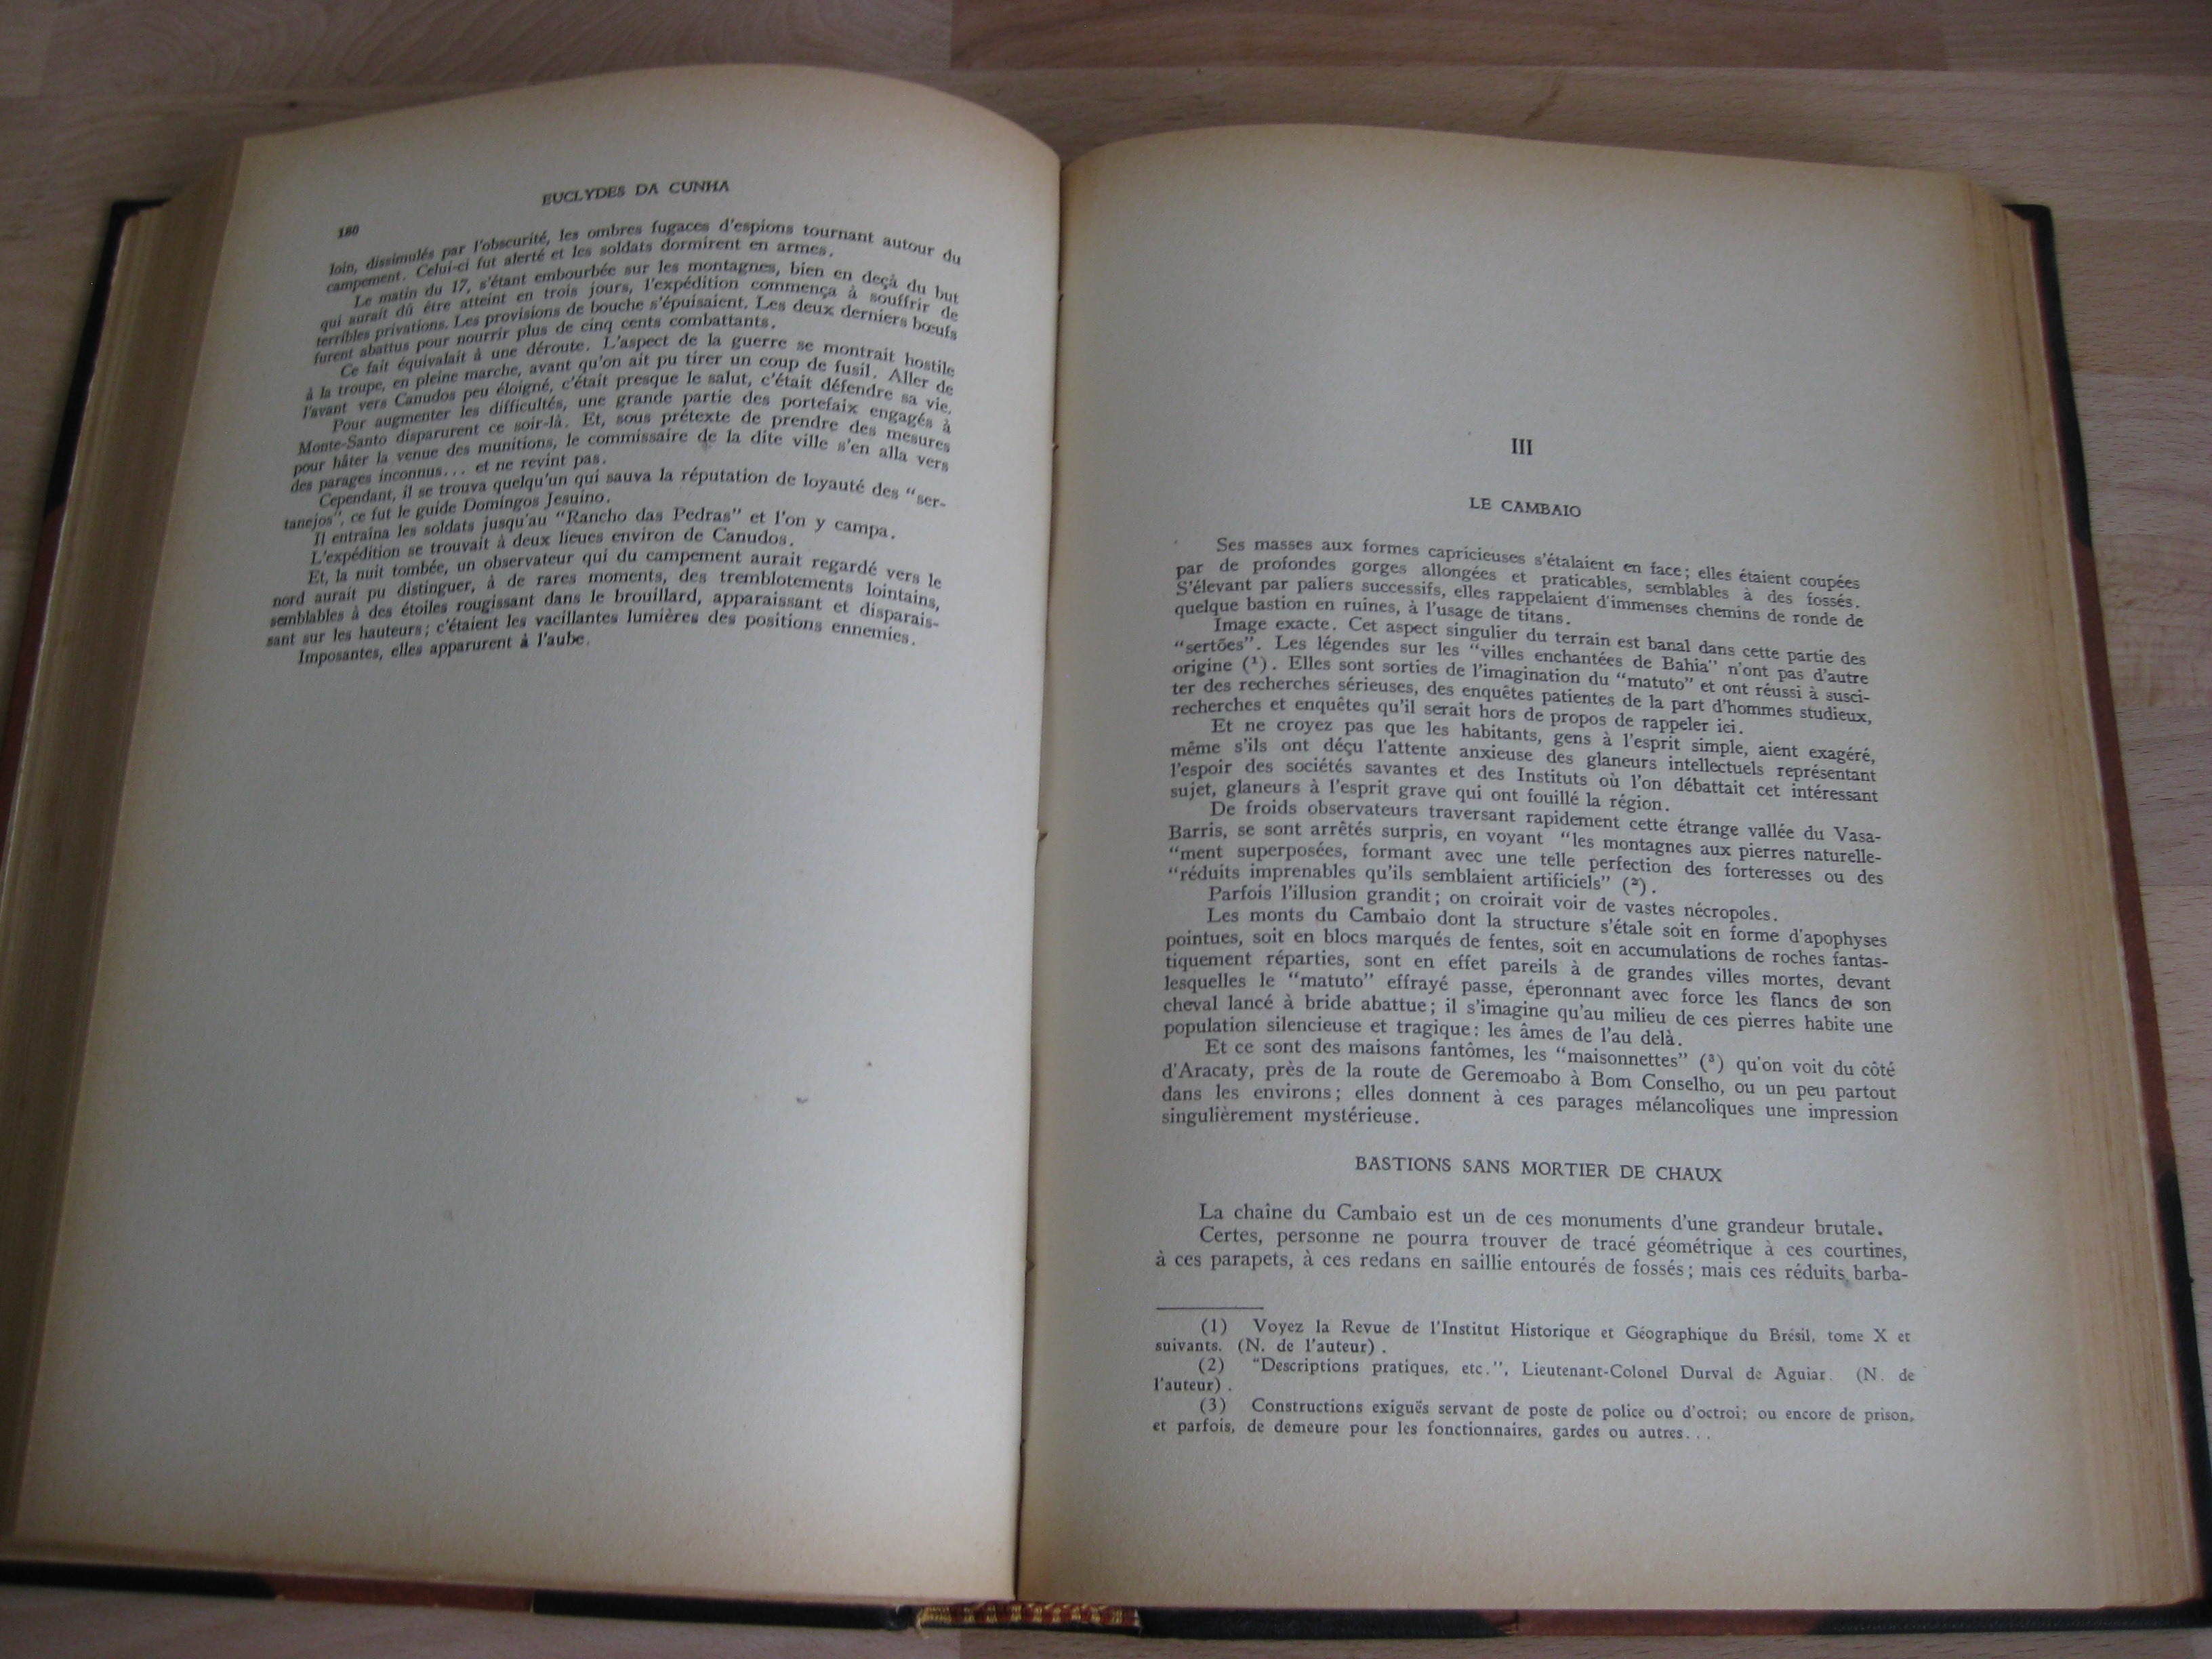 EUCLYDES DA CUNHA
180
loin, dissimulés par l'obscurité, les ombres fugaces d'espions tournant autour du
campement. Celui-ci fut alerté et les soldats dormirent en armes.
Le matin du 17, s'étant embourbée sur les montagnes, bien en deçà du but
qui aurait dû être atteint en trois jours, l'expédition commença à souffrir de
terribles privations. Les provisions de bouche s'épuisaient. Les deux derniers bœufs
furent abattus pour nourrir plus de cinq cents combattants.
Ce fait équivalait à une déroute. L'aspect de la guerre se montrait hostile
à la troupe, en pleine marche, avant qu'on ait pu tirer un coup de fusil. Aller de
l'avant vers Canudos peu éloigné, c'était presque le salut, c'était défendre sa vie.
Pour augmenter les difficultés, une grande partie des portefaix engagés à
Monte-Santo disparurent ce soir-là. Et, sous prétexte de prendre des mesures
pour hâter la venue des munitions, le commissaire de la dite ville s'en alla vers
des parages inconnus... et ne revint pas.
Cependant, il se trouva quelqu'un qui sauva la réputation de loyauté des "ser-
tanejos", ce fut le guide Domingos Jesuino.
Il entraîna les soldats jusqu'au "Rancho das Pedras" et l'on y campa.
L'expédition se trouvait à deux lieues environ de Canudos.
Et, la nuit tombée, un observateur qui du campement aurait regardé vers le
nord aurait pu distinguer, à de rares moments, des tremblotements lointains,
semblables à des étoiles rougissant dans le brouillard, apparaissant et disparais-
sant sur les hauteurs; c'étaient les vacillantes lumières des positions ennemies.
Imposantes, elles apparurent à l'aube.
III
LE CAMBAIO
Ses masses aux formes capricieuses s'étalaient en face; elles étaient coupées
par de profondes gorges allongées et praticables, semblables à des fossés.
S'élevant par paliers successifs, elles rappelaient d'immenses chemins de ronde de
quelque bastion en ruines, à l'usage de titans.
Image exacte. Cet aspect singulier du terrain est banal dans cette partie des
"sertões". Les légendes sur les "villes enchantées de Bahia" n'ont pas d'autre
origine (1). Elles sont sorties de l'imagination du "matuto" et ont réussi à susci-
ter des recherches sérieuses, des enquêtes patientes de la part d'hommes studieux,
recherches et enquêtes qu'il serait hors de propos de rappeler ici.
Et ne croyez pas que les habitants, gens à l'esprit simple, aient exagéré,
même s'ils ont déçu l'attente anxieuse des glaneurs intellectuels représentant
l'espoir des sociétés savantes et des Instituts où l'on débattait cet intéressant
sujet, glaneurs à l'esprit grave qui ont fouillé la région.
De froids observateurs traversant rapidement cette étrange vallée du Vasa-
Barris, se sont arrêtés surpris, en voyant "les montagnes aux pierres naturelle-
"ment superposées, formant avec une telle perfection des forteresses ou des
"réduits imprenables qu'ils semblaient artificiels" (2).
Parfois l'illusion grandit; on croirait voir de vastes nécropoles.
Les monts du Cambaio dont la structure s'étale soit en forme d'apophyses
pointues, soit en blocs marqués de fentes, soit en accumulations de roches fantas-
tiquement réparties, sont en effet pareils à de grandes villes mortes, devant
lesquelles le "matuto" effrayé passe, éperonnant avec force les flancs de son
cheval lancé à bride abattue; il s'imagine qu'au milieu de ces pierres habite une
population silencieuse et tragique: les âmes de l'au delà.
Et ce sont des maisons fantômes, les "maisonnettes" (3) qu'on voit du côté
d'Aracaty, près de la route de Geremoabo à Bom Conselho, ou un peu partout
dans les environs; elles donnent à ces parages mélancoliques une impression
singulièrement mystérieuse.
BASTIONS SANS MORTIER DE CHAUX
La chaîne du Cambaio est un de ces monuments d'une grandeur brutale.
Certes, personne ne pourra trouver de tracé géométrique à ces courtines,
à ces parapets, à ces redans en saillie entourés de fossés; mais ces réduits barba-
(1) Voyez la Revue de l'Institut Historique et Géographique du Brésil, tome X et
suivants. (N. de l'auteur).
(2) "Descriptions pratiques, etc.", Lieutenant-Colonel Durval de Aguiar. (N. de
l'auteur).
(3) Constructions exiguës servant de poste de police ou d'octroi; ou encore de prison,
et parfois, de demeure pour les fonctionnaires, gardes ou autres...